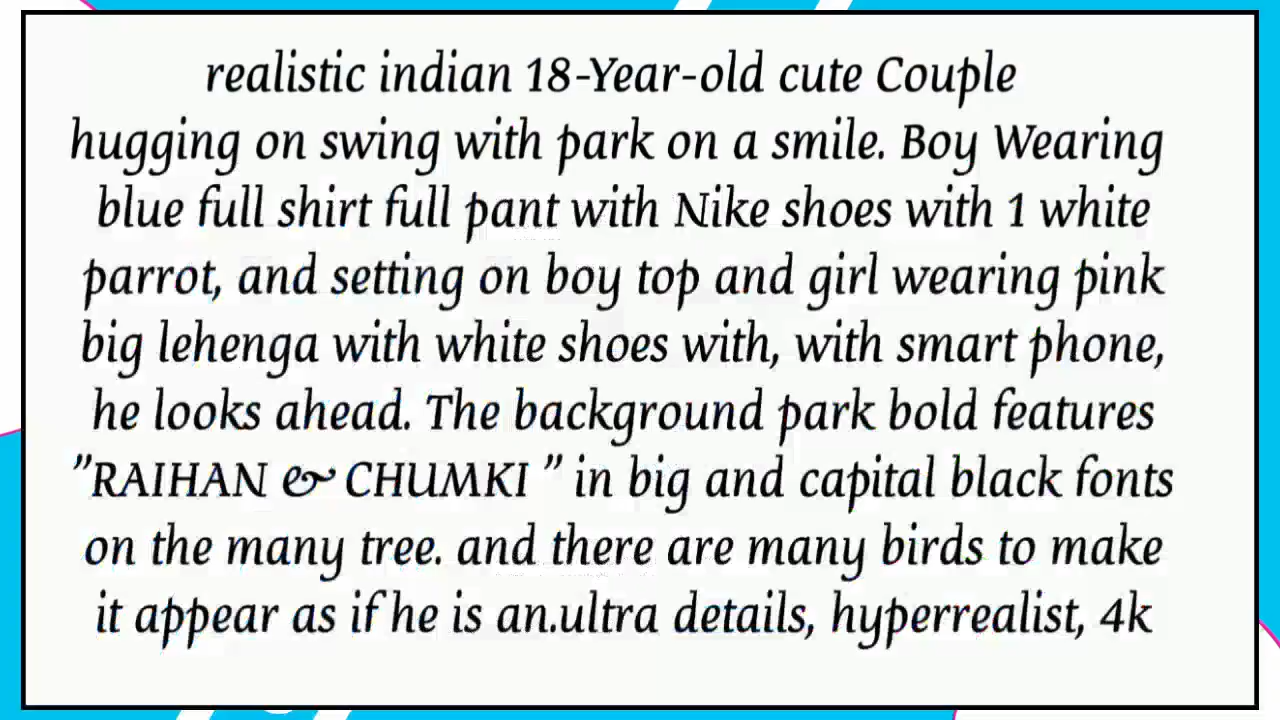 realistic indian 18-Year-old cute Couple
hugging on swing with park on a smile. Boy Wearing
blue full shirt full pant with Nike shoes with 1 white
parrot, and setting on boy top and girl wearing pink
big lehenga with white shoes with, with smart phone,
he looks ahead. The background park bold features
"RAIHAN & CHUMKI " in big and capital black fonts
on the many tree. and there are many birds to make
it appear as if he is an.ultra details, hyperrealist, 4k